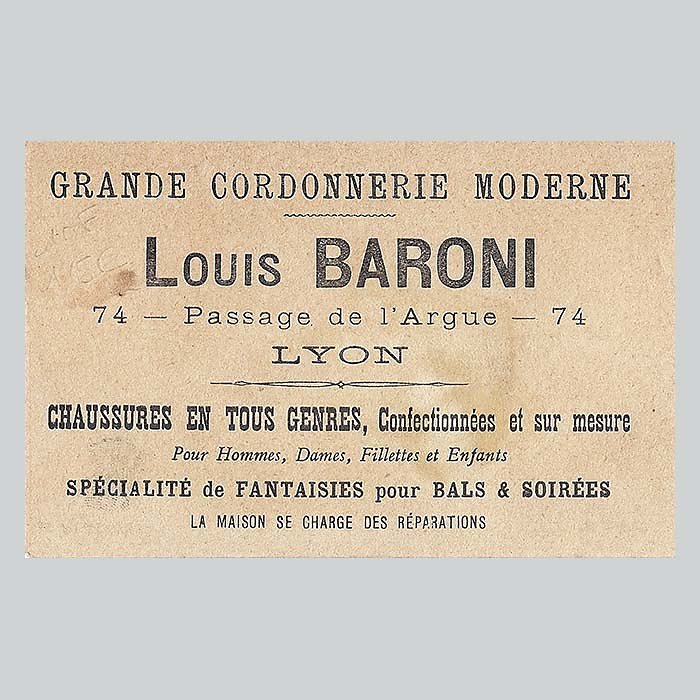 GRANDE CORDONNERIE MODERNE
LOUIS BARONI
74 — Passage de l'Argue — 74
LYON
CHAUSSURES EN TOUS GENRES, Confectionnées et sur mesure
Pour Hommes, Dames, Fillettes et Enfants
SPÉCIALITÉ de FANTAISIES pour BALS & SOIRÉES
LA MAISON SE CHARGE DES RÉPARATIONS